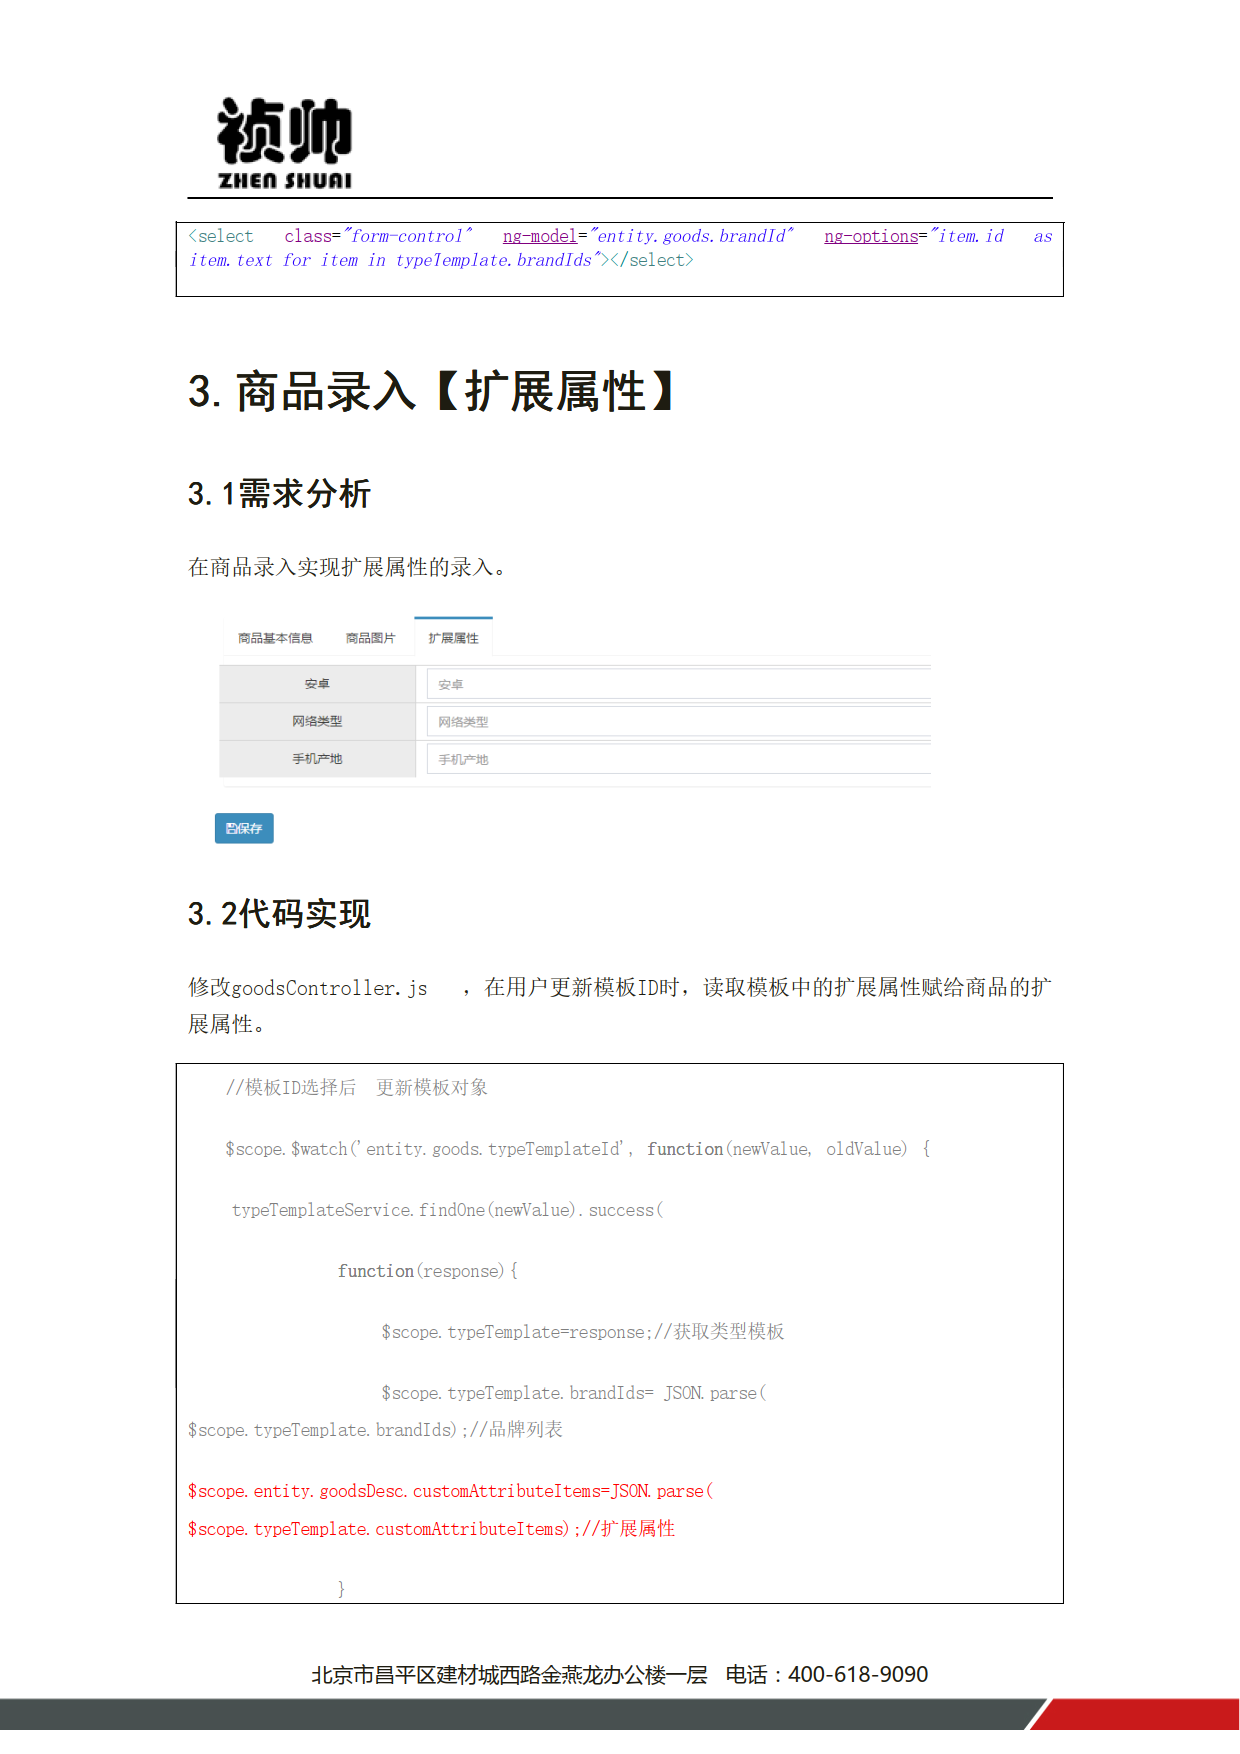 祯帅
ZHEN SHUAI
<select class="form-control" ng-model="entity.goods.brandId" ng-options="item.id as
item.text for item in typeTemplate.brandIds"></select>
3.商品录入【扩展属性】
3.1需求分析
在商品录入实现扩展属性的录入。
商品基本信息 商品图片 扩展属性
安卓 安卓
网络类型 网络类型
手机产地 手机产地
保存
3.2代码实现
修改goodsController.js ，在用户更新模板ID时，读取模板中的扩展属性赋给商品的扩
展属性。
//模板ID选择后 更新模板对象
$scope.$watch('entity.goods.typeTemplateId', function(newValue, oldValue) {
typeTemplateService.findOne(newValue).success(
function(response){
$scope.typeTemplate=response;//获取类型模板
$scope.typeTemplate.brandIds= JSON.parse(
$scope.typeTemplate.brandIds);//品牌列表
$scope.entity.goodsDesc.customAttributeItems=JSON.parse(
$scope.typeTemplate.customAttributeItems);//扩展属性
}
北京市昌平区建材城西路金燕龙办公楼一层 电话：400-618-9090